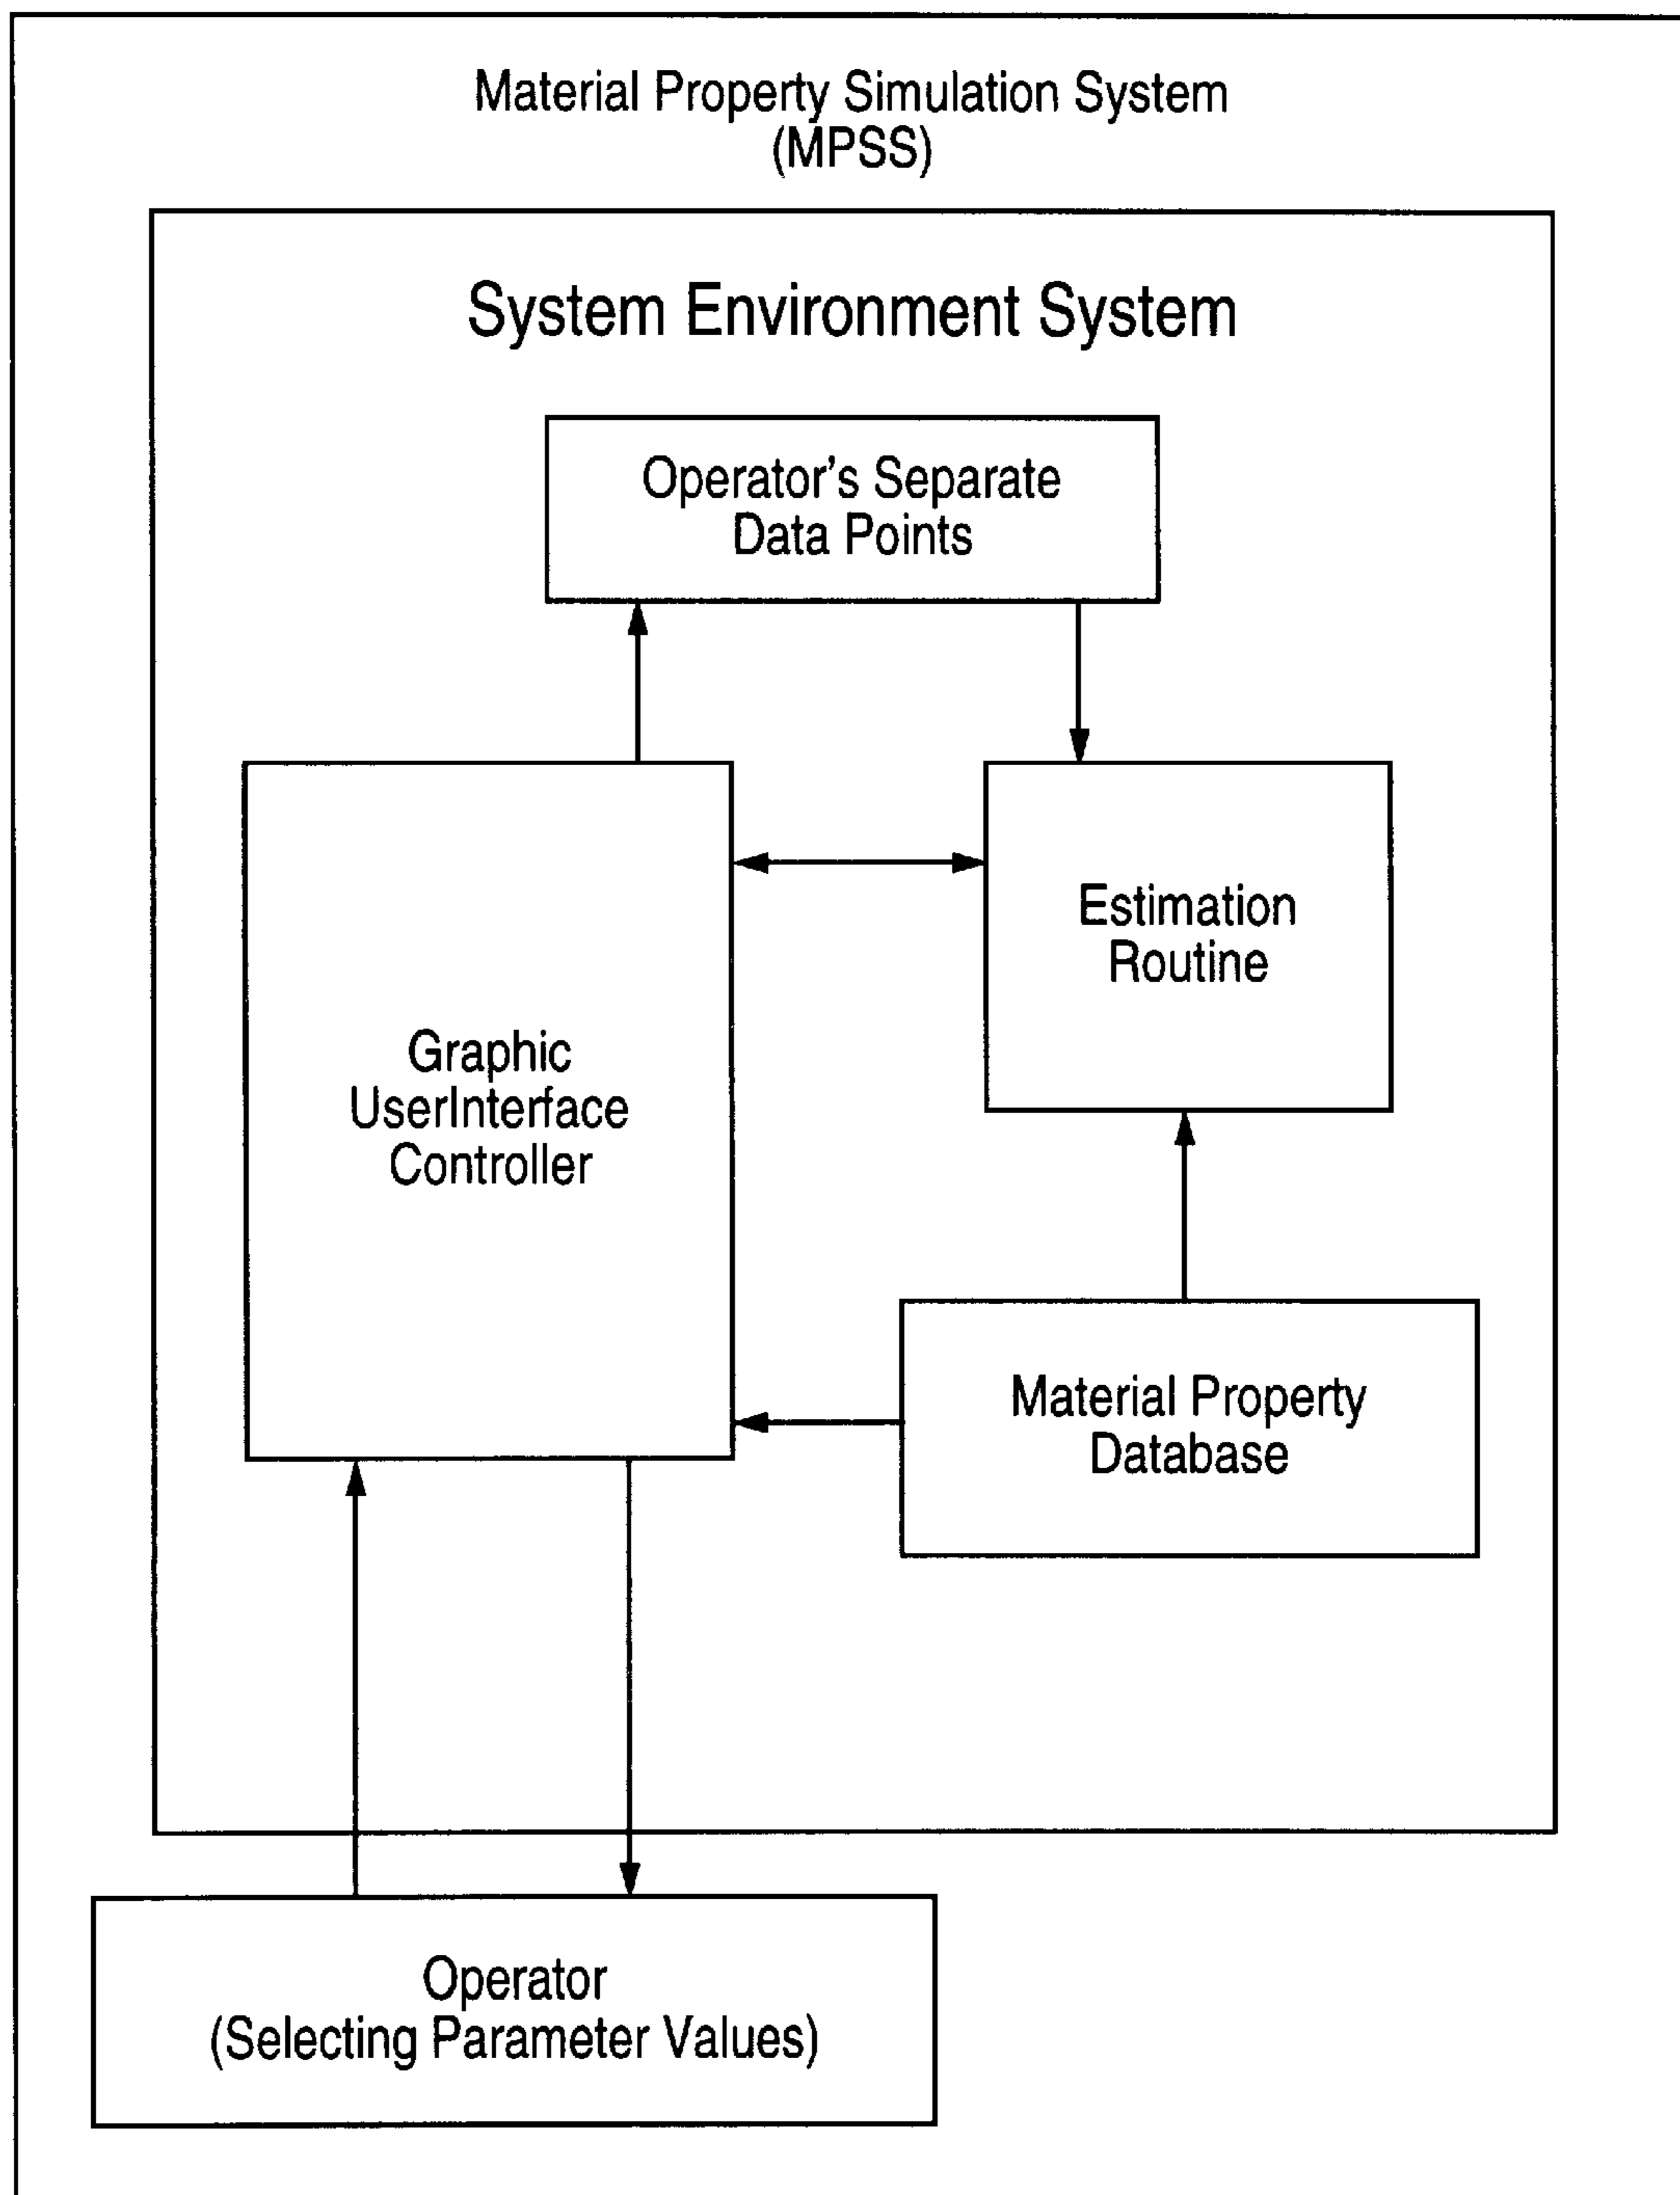 Material Property Simulation System
(MPSS)
System Environment System
Operator's Separate
Data Points
Estimation
Routine
Graphic
UserInterface
Controller
Material Property
Database
Operator
(Selecting Parameter Values)